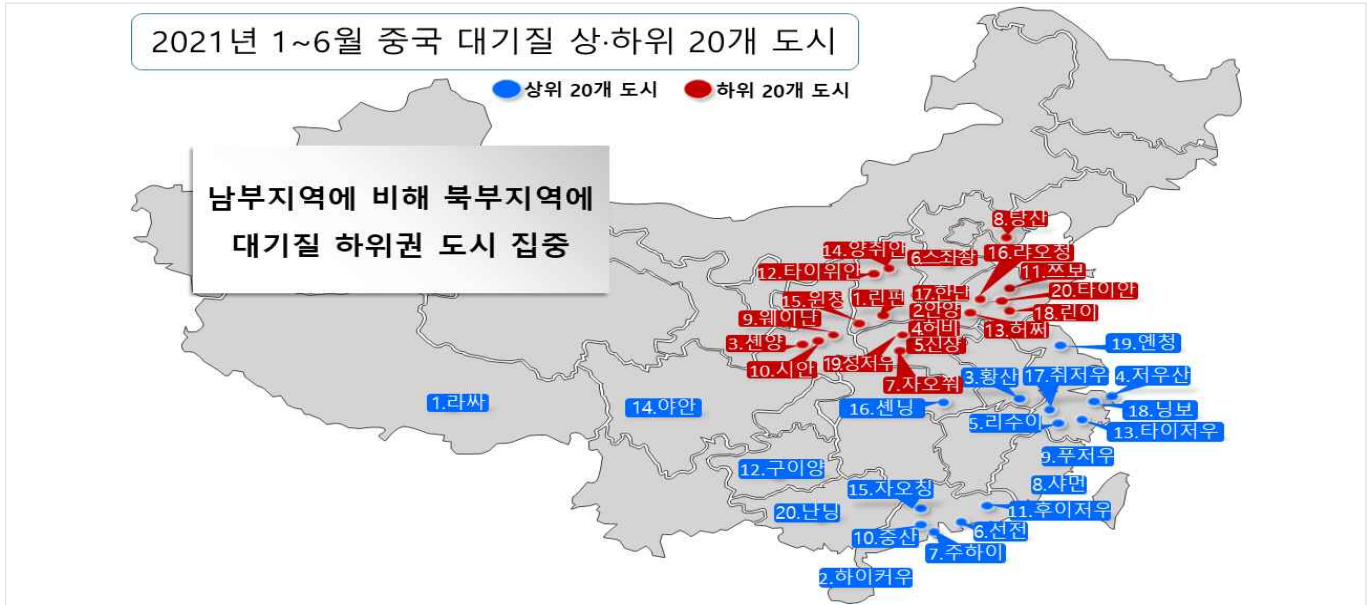 2021년 1~6월 중국 대기질 상·하위 20개 도시
상위 20개 도시
하위 20개 도시
남부지역에 비해 북부지역에
대기질 하위권 도시 집중
8.탕산
14.양취안
16.랴오청
12.타이위안
11.쯔보
20.타이안
15.윈청
1.린펀
17.한단
2.안양
18.린이
9.웨이난
4.허비
13.허쩌
3.셴양
5.신샹
10.시안
19.정저우
7.자오쭤
19.옌청
3.황산
17.취저우
4.저우산
1.라싸
14.야안
16.셴닝
18.닝보
5.리수이
13.타이저우
9.푸저우
12.구이양
8.샤먼
15.자오칭
20.난닝
11.후이저우
10.중산
6.선전
7.주하이
2.하이커우